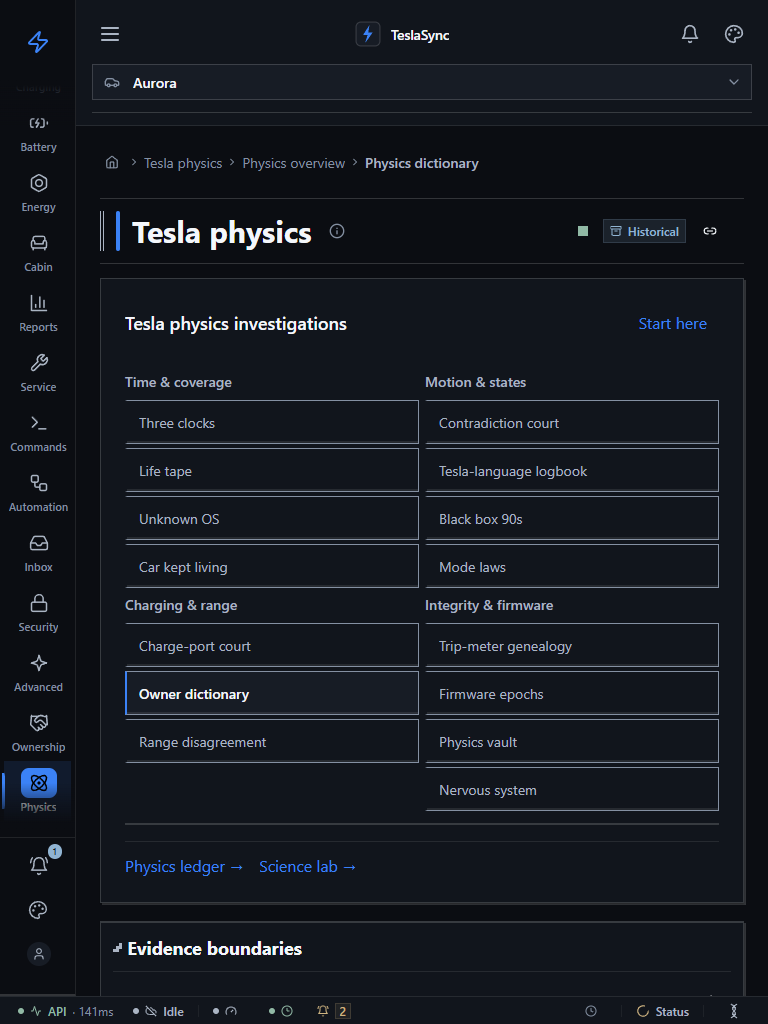 TeslaSync
Aurora
Charging
Battery
Energy
Cabin
Reports
Service
Commands
Automation
Inbox
Security
Advanced
Ownership
Physics
1
Tesla physics > Physics overview > Physics dictionary
Tesla physics
Historical
Tesla physics investigations
Start here
Time & coverage
Three clocks
Life tape
Unknown OS
Car kept living
Motion & states
Contradiction court
Tesla-language logbook
Black box 90s
Mode laws
Charging & range
Charge-port court
Owner dictionary
Range disagreement
Integrity & firmware
Trip-meter genealogy
Firmware epochs
Physics vault
Nervous system
Physics ledger →
Science lab →
Evidence boundaries
API · 141ms
Idle
2
Status